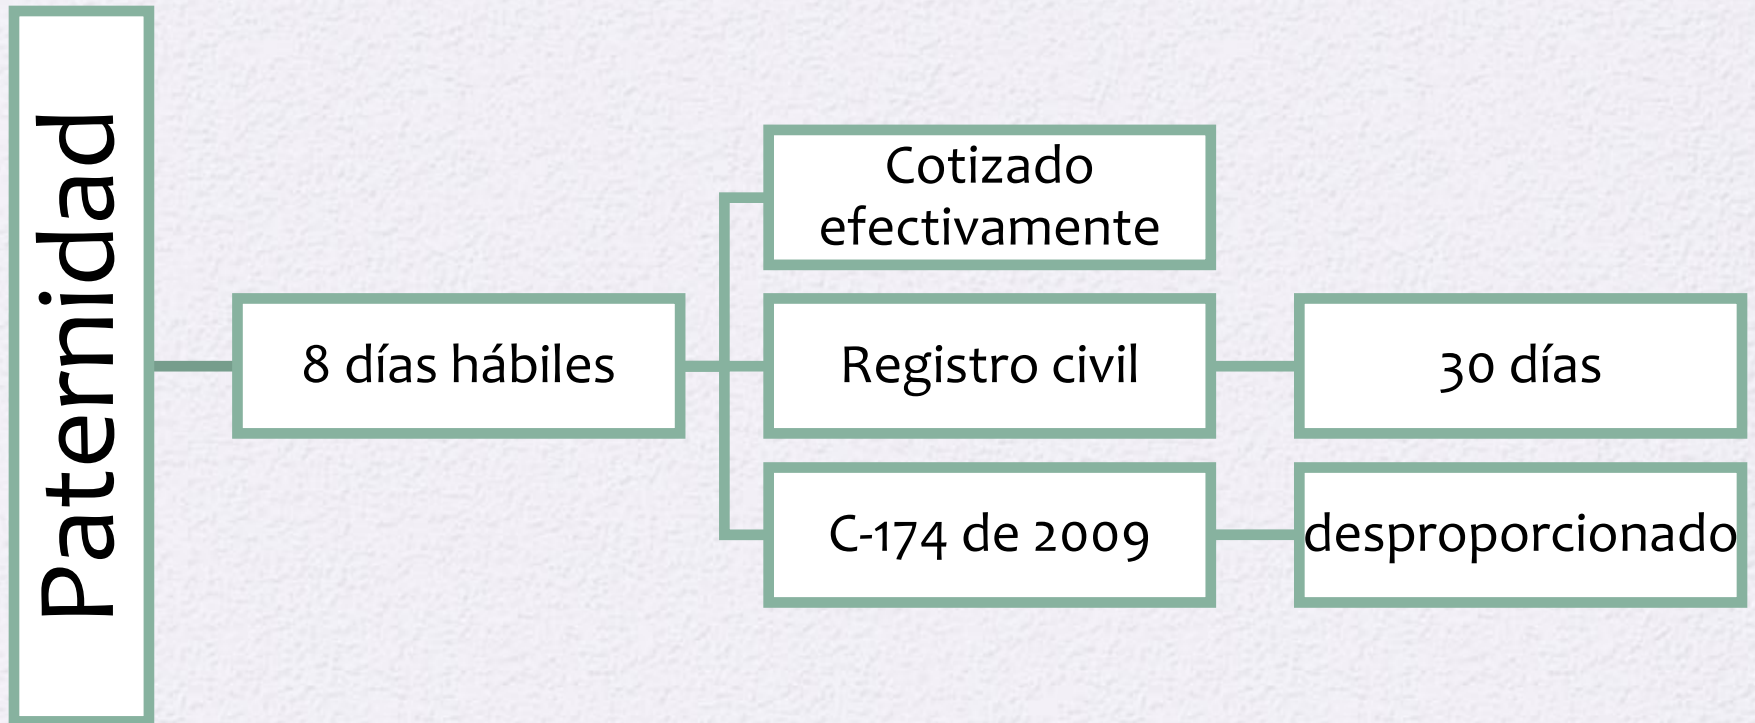 Paternidad
8 días hábiles
Cotizado
efectivamente
Registro civil
30 días
C-174 de 2009
desproporcionado